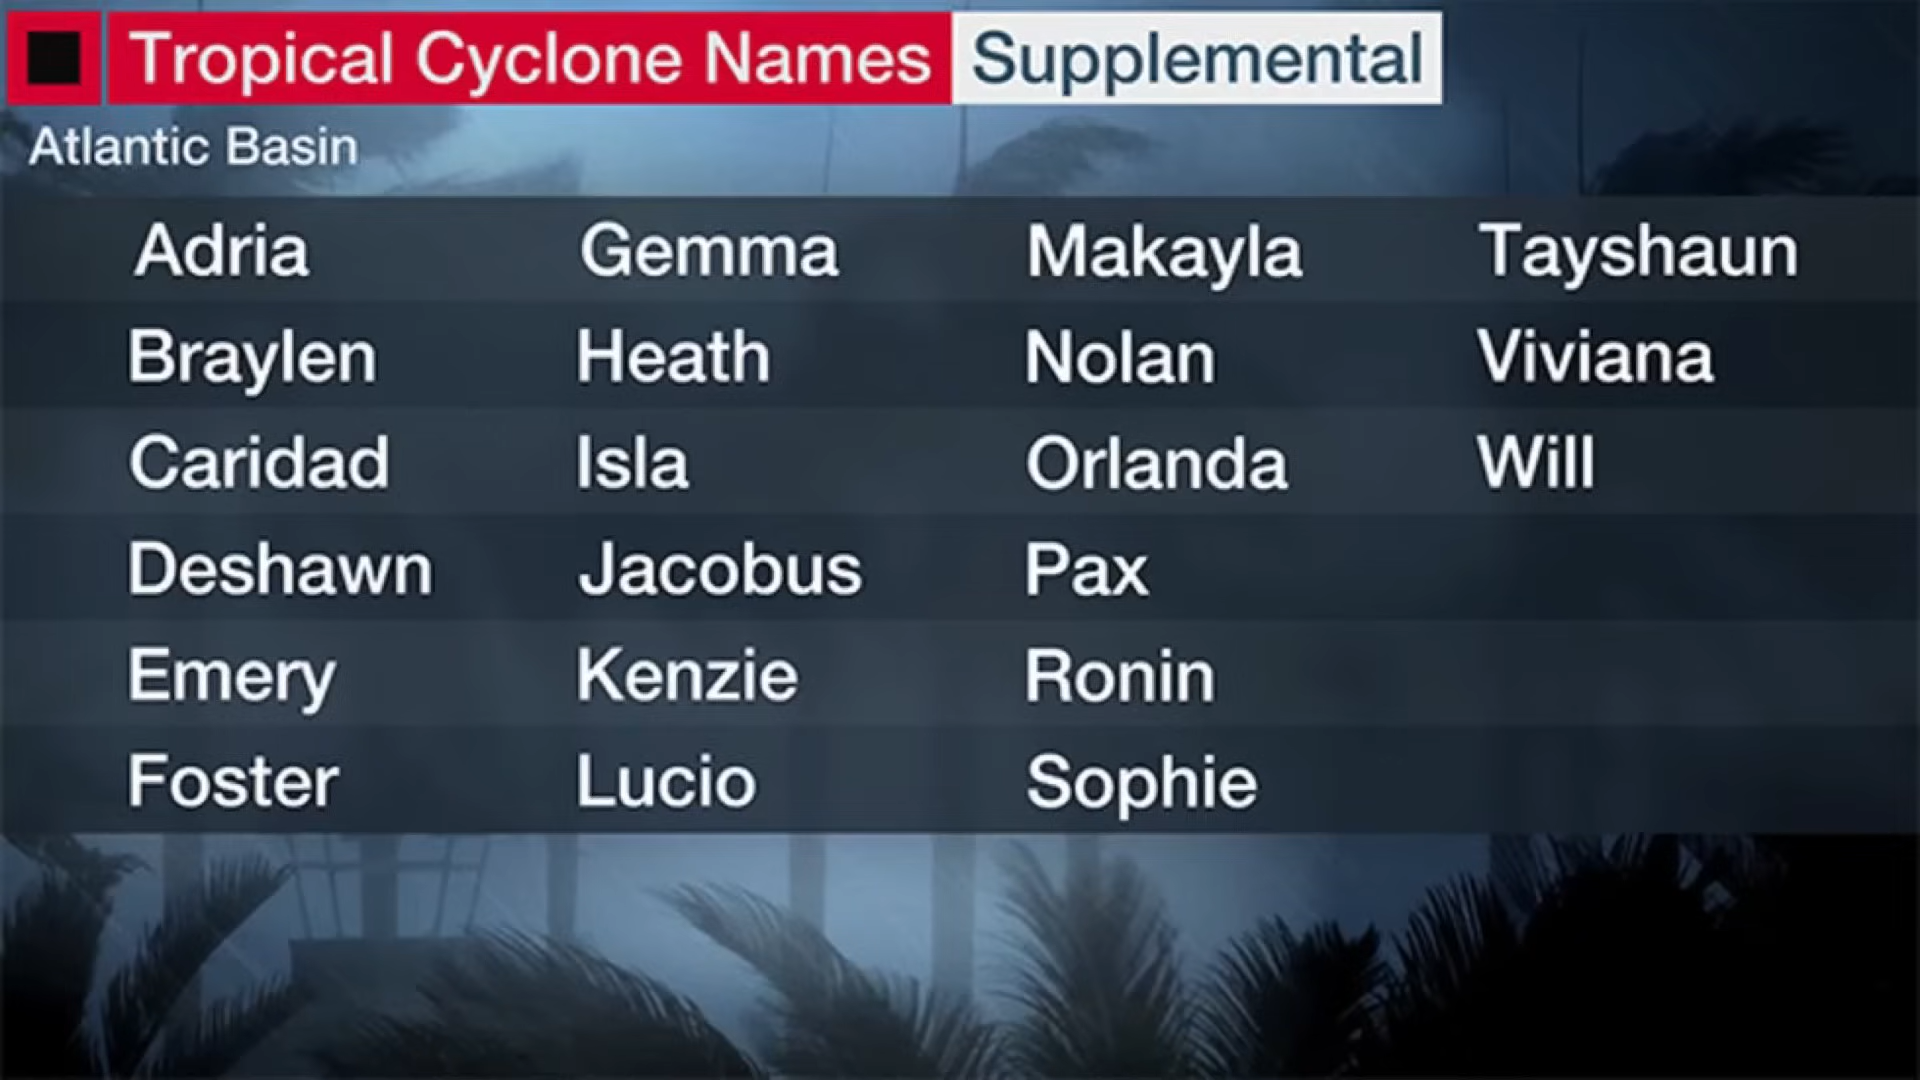 Tropical Cyclone Names Supplemental
Atlantic Basin
Adria Gemma Makayla Tayshaun
Braylen Heath Nolan Viviana
Caridad Isla Orlanda Will
Deshawn Jacobus Pax
Emery Kenzie Ronin
Foster Lucio Sophie